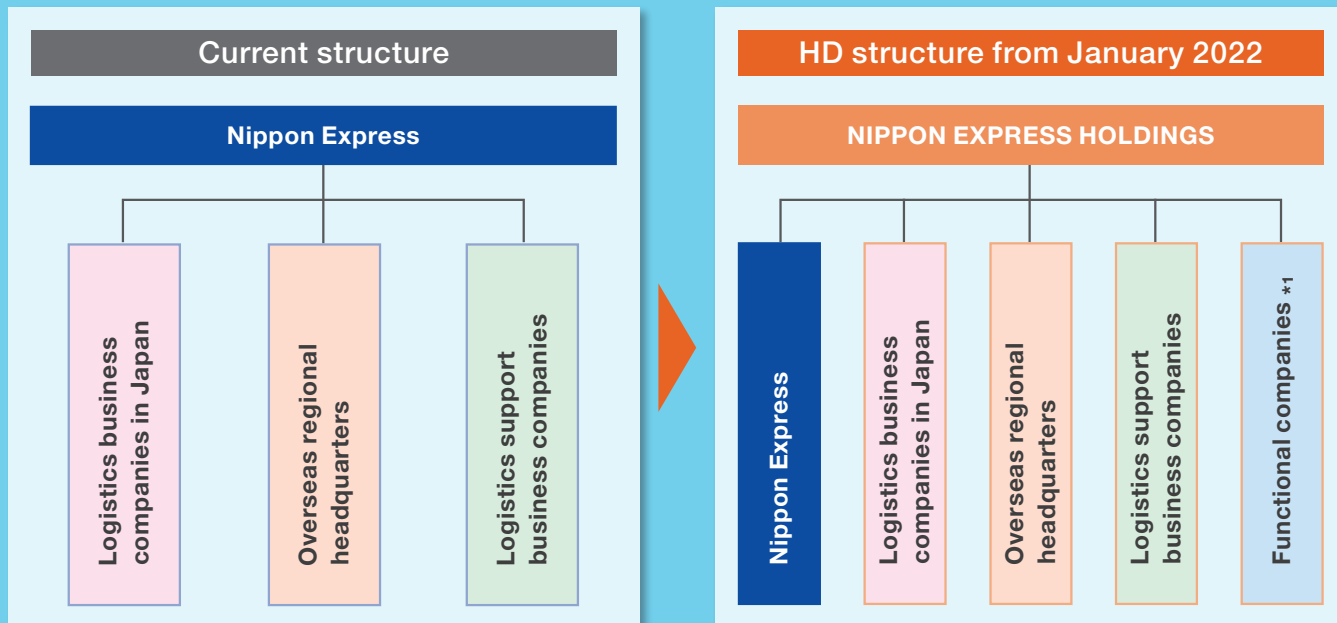 Current structure
Nippon Express
Logistics business
companies in Japan
Overseas regional
headquarters
Logistics support
business companies
HD structure from January 2022
NIPPON EXPRESS HOLDINGS
Nippon Express
Logistics business
companies in Japan
Overseas regional
headquarters
Logistics support
business companies
Functional companies *1